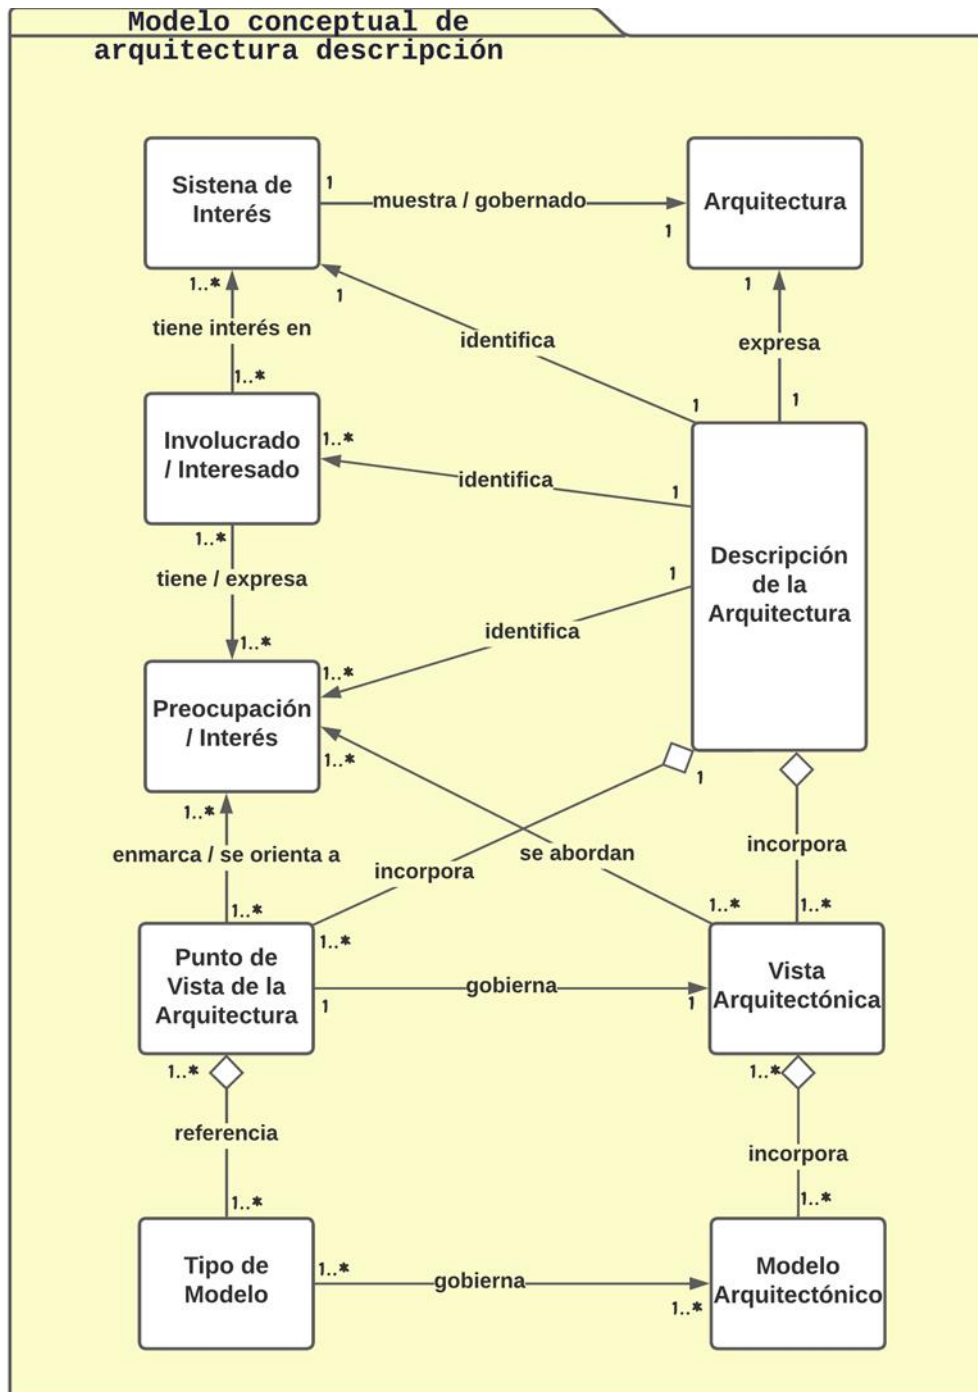 Modelo conceptual de
arquitectura descripción
Sistena de
Interés
1
muestra / gobernado
1
Arquitectura
1..*
1
1
tiene interés en
identifica
expresa
1..*
1
1
Involucrado
/ Interesado
1..*
identifica
1
1..*
tiene / expresa
1
Descripción
de la
Arquitectura
identifica
1..*
1..*
Preocupación
/ Interés
1..*
1
1..*
enmarca / se orienta a
incorpora
se abordan
incorpora
1..*
1..*
1..*
1..*
Punto de
Vista de la
Arquitectura
gobierna
1
1
Vista
Arquitectónica
1..*
1..*
referencia
incorpora
1..*
1..*
Tipo de
Modelo
1..*
gobierna
1..*
Modelo
Arquitectónico